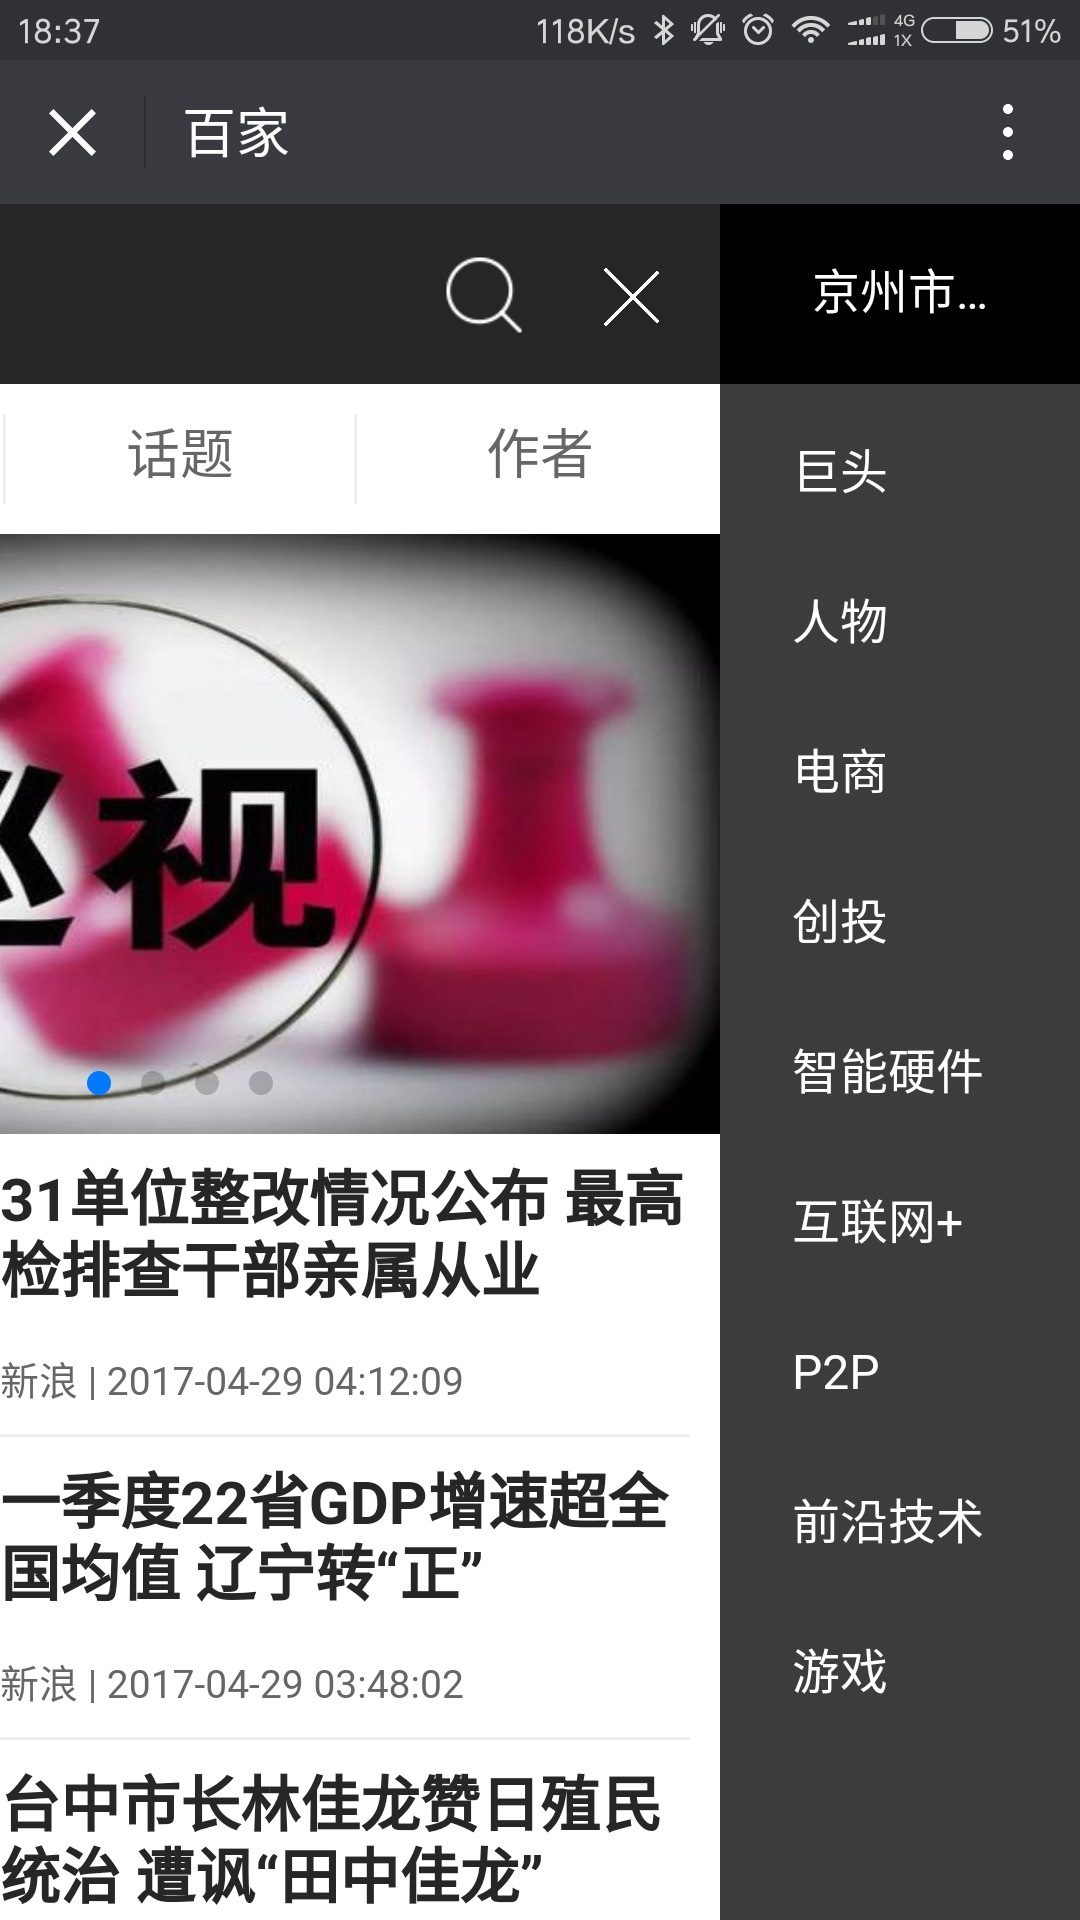 18:37
118K/s
4G
1X
51%
百家
京州市...
话题
作者
巨头
人物
电商
创投
智能硬件
互联网+
P2P
前沿技术
游戏
视
31单位整改情况公布 最高
检排查干部亲属从业
新浪 | 2017-04-29 04:12:09
一季度22省GDP增速超全
国均值 辽宁转“正”
新浪 | 2017-04-29 03:48:02
台中市长林佳龙赞日殖民
统治 遭讽“田中佳龙”